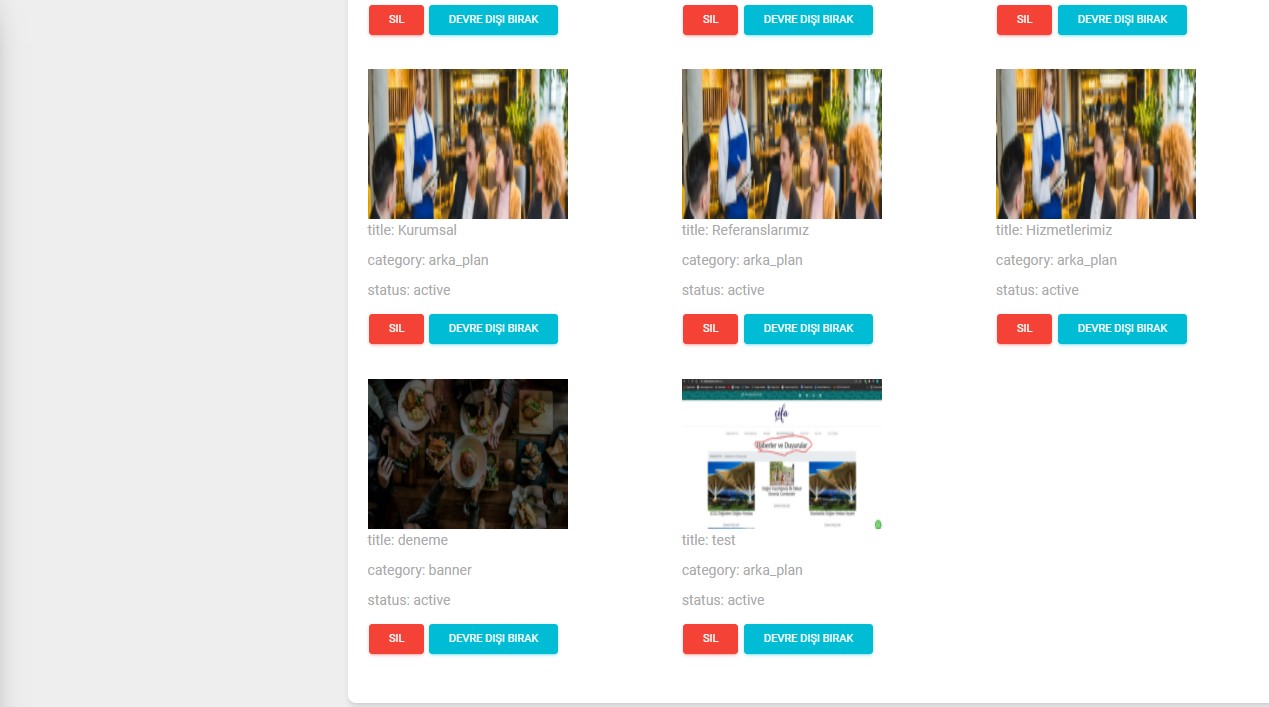 SIL DEVRE DIŞI BIRAK SIL DEVRE DIŞI BIRAK SIL DEVRE DIŞI BIRAK
title: Kurumsal title: Referanslarımız title: Hizmetlerimiz
category: arka_plan category: arka_plan category: arka_plan
status: active status: active status: active
SIL DEVRE DIŞI BIRAK SIL DEVRE DIŞI BIRAK SIL DEVRE DIŞI BIRAK
Haberler ve Duyurular
title: deneme title: test
category: banner category: arka_plan
status: active status: active
SIL DEVRE DIŞI BIRAK SIL DEVRE DIŞI BIRAK